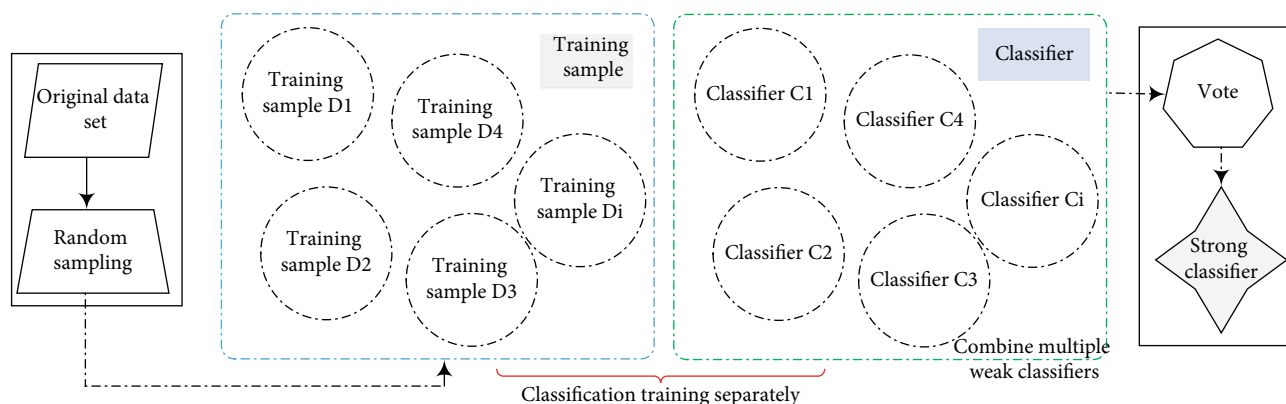 Original data
set
Random
sampling
Training
sample D1
Training
sample D4
Training
sample
Training
sample Di
Training
sample D2
Training
sample D3
Classifier C1
Classifier C4
Classifier
Classifier Ci
Classifier C2
Classifier C3
Combine multiple
weak classifiers
Classification training separately
Vote
Strong
classifier